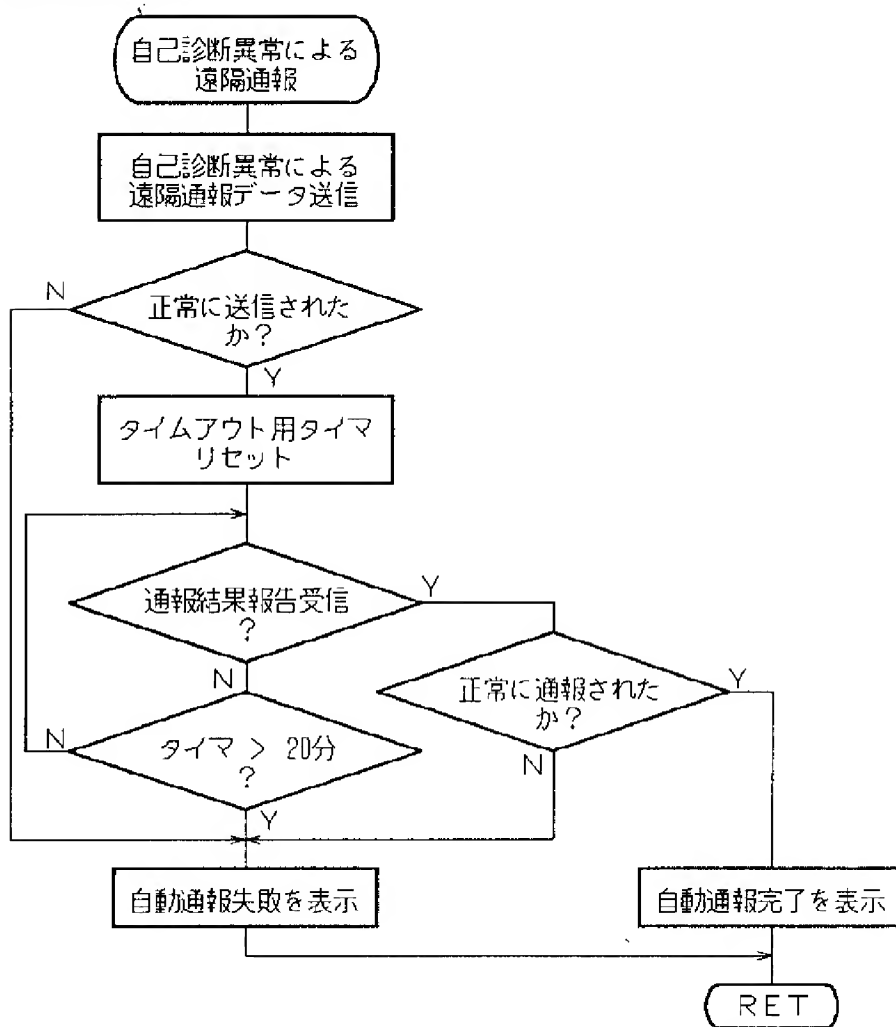 自己診断異常による
遠隔通報
自己診断異常による
遠隔通報データ送信
N
正常に送信された
か?
Y
タイムアウト用タイマ
リセット
通報結果報告受信
?
Y
N
正常に通報された
か?
Y
N
タイマ > 20分
?
N
Y
自動通報失敗を表示
自動通報完了を表示
RET